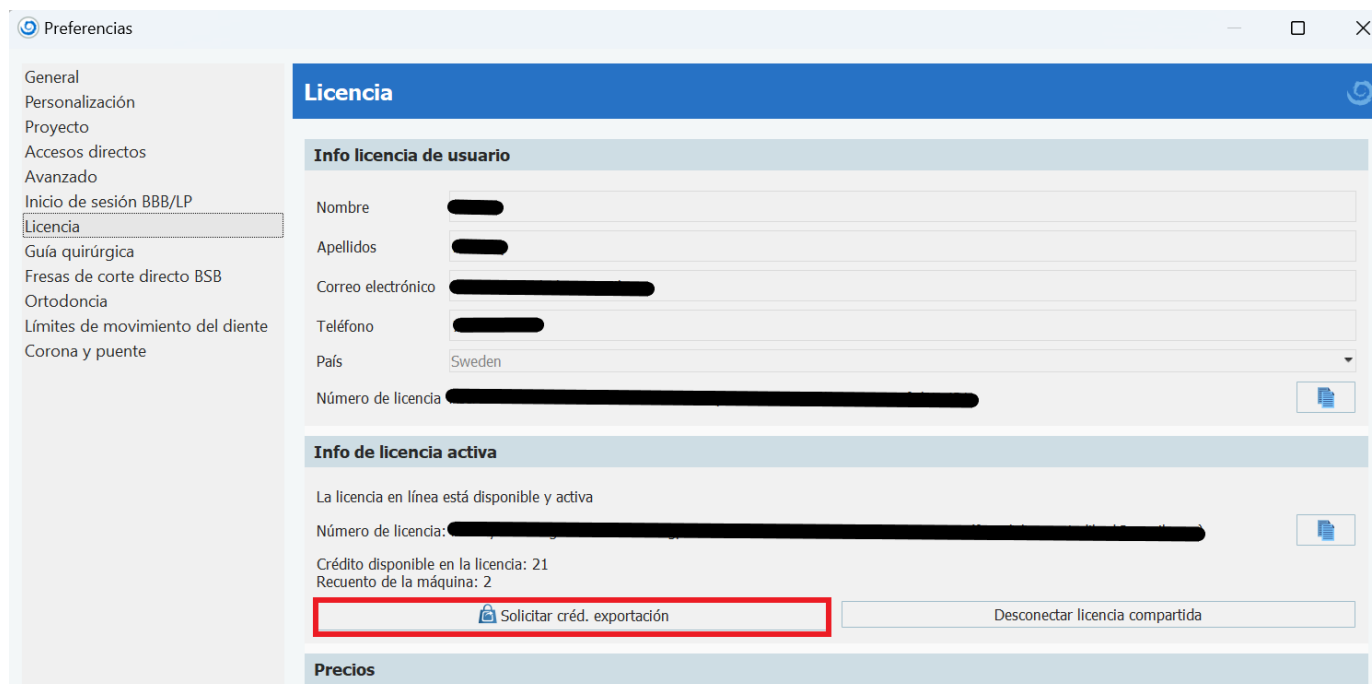 Preferencias
General
Personalización
Proyecto
Accesos directos
Avanzado
Inicio de sesión BBB/LP
Licencia
Guía quirúrgica
Fresas de corte directo BSB
Ortodoncia
Límites de movimiento del diente
Corona y puente
Licencia
Info licencia de usuario
Nombre
Apellidos
Correo electrónico
Teléfono
País Sweden
Número de licencia
Info de licencia activa
La licencia en línea está disponible y activa
Número de licencia:
Crédito disponible en la licencia: 21
Recuento de la máquina: 2
Solicitar créd. exportación Desconectar licencia compartida
Precios